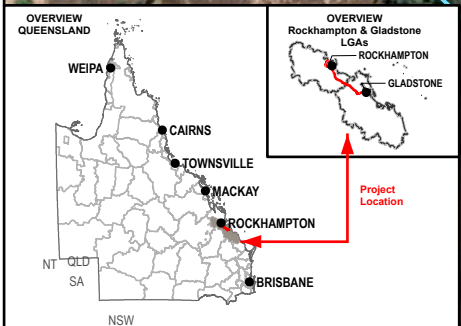 OVERVIEW
QUEENSLAND
WEIPA
CAIRNS
TOWNSVILLE
MACKAY
ROCKHAMPTON
BRISBANE
NT
QLD
SA
NSW
OVERVIEW
Rockhampton & Gladstone
LGAs
ROCKHAMPTON
GLADSTONE
Project
Location